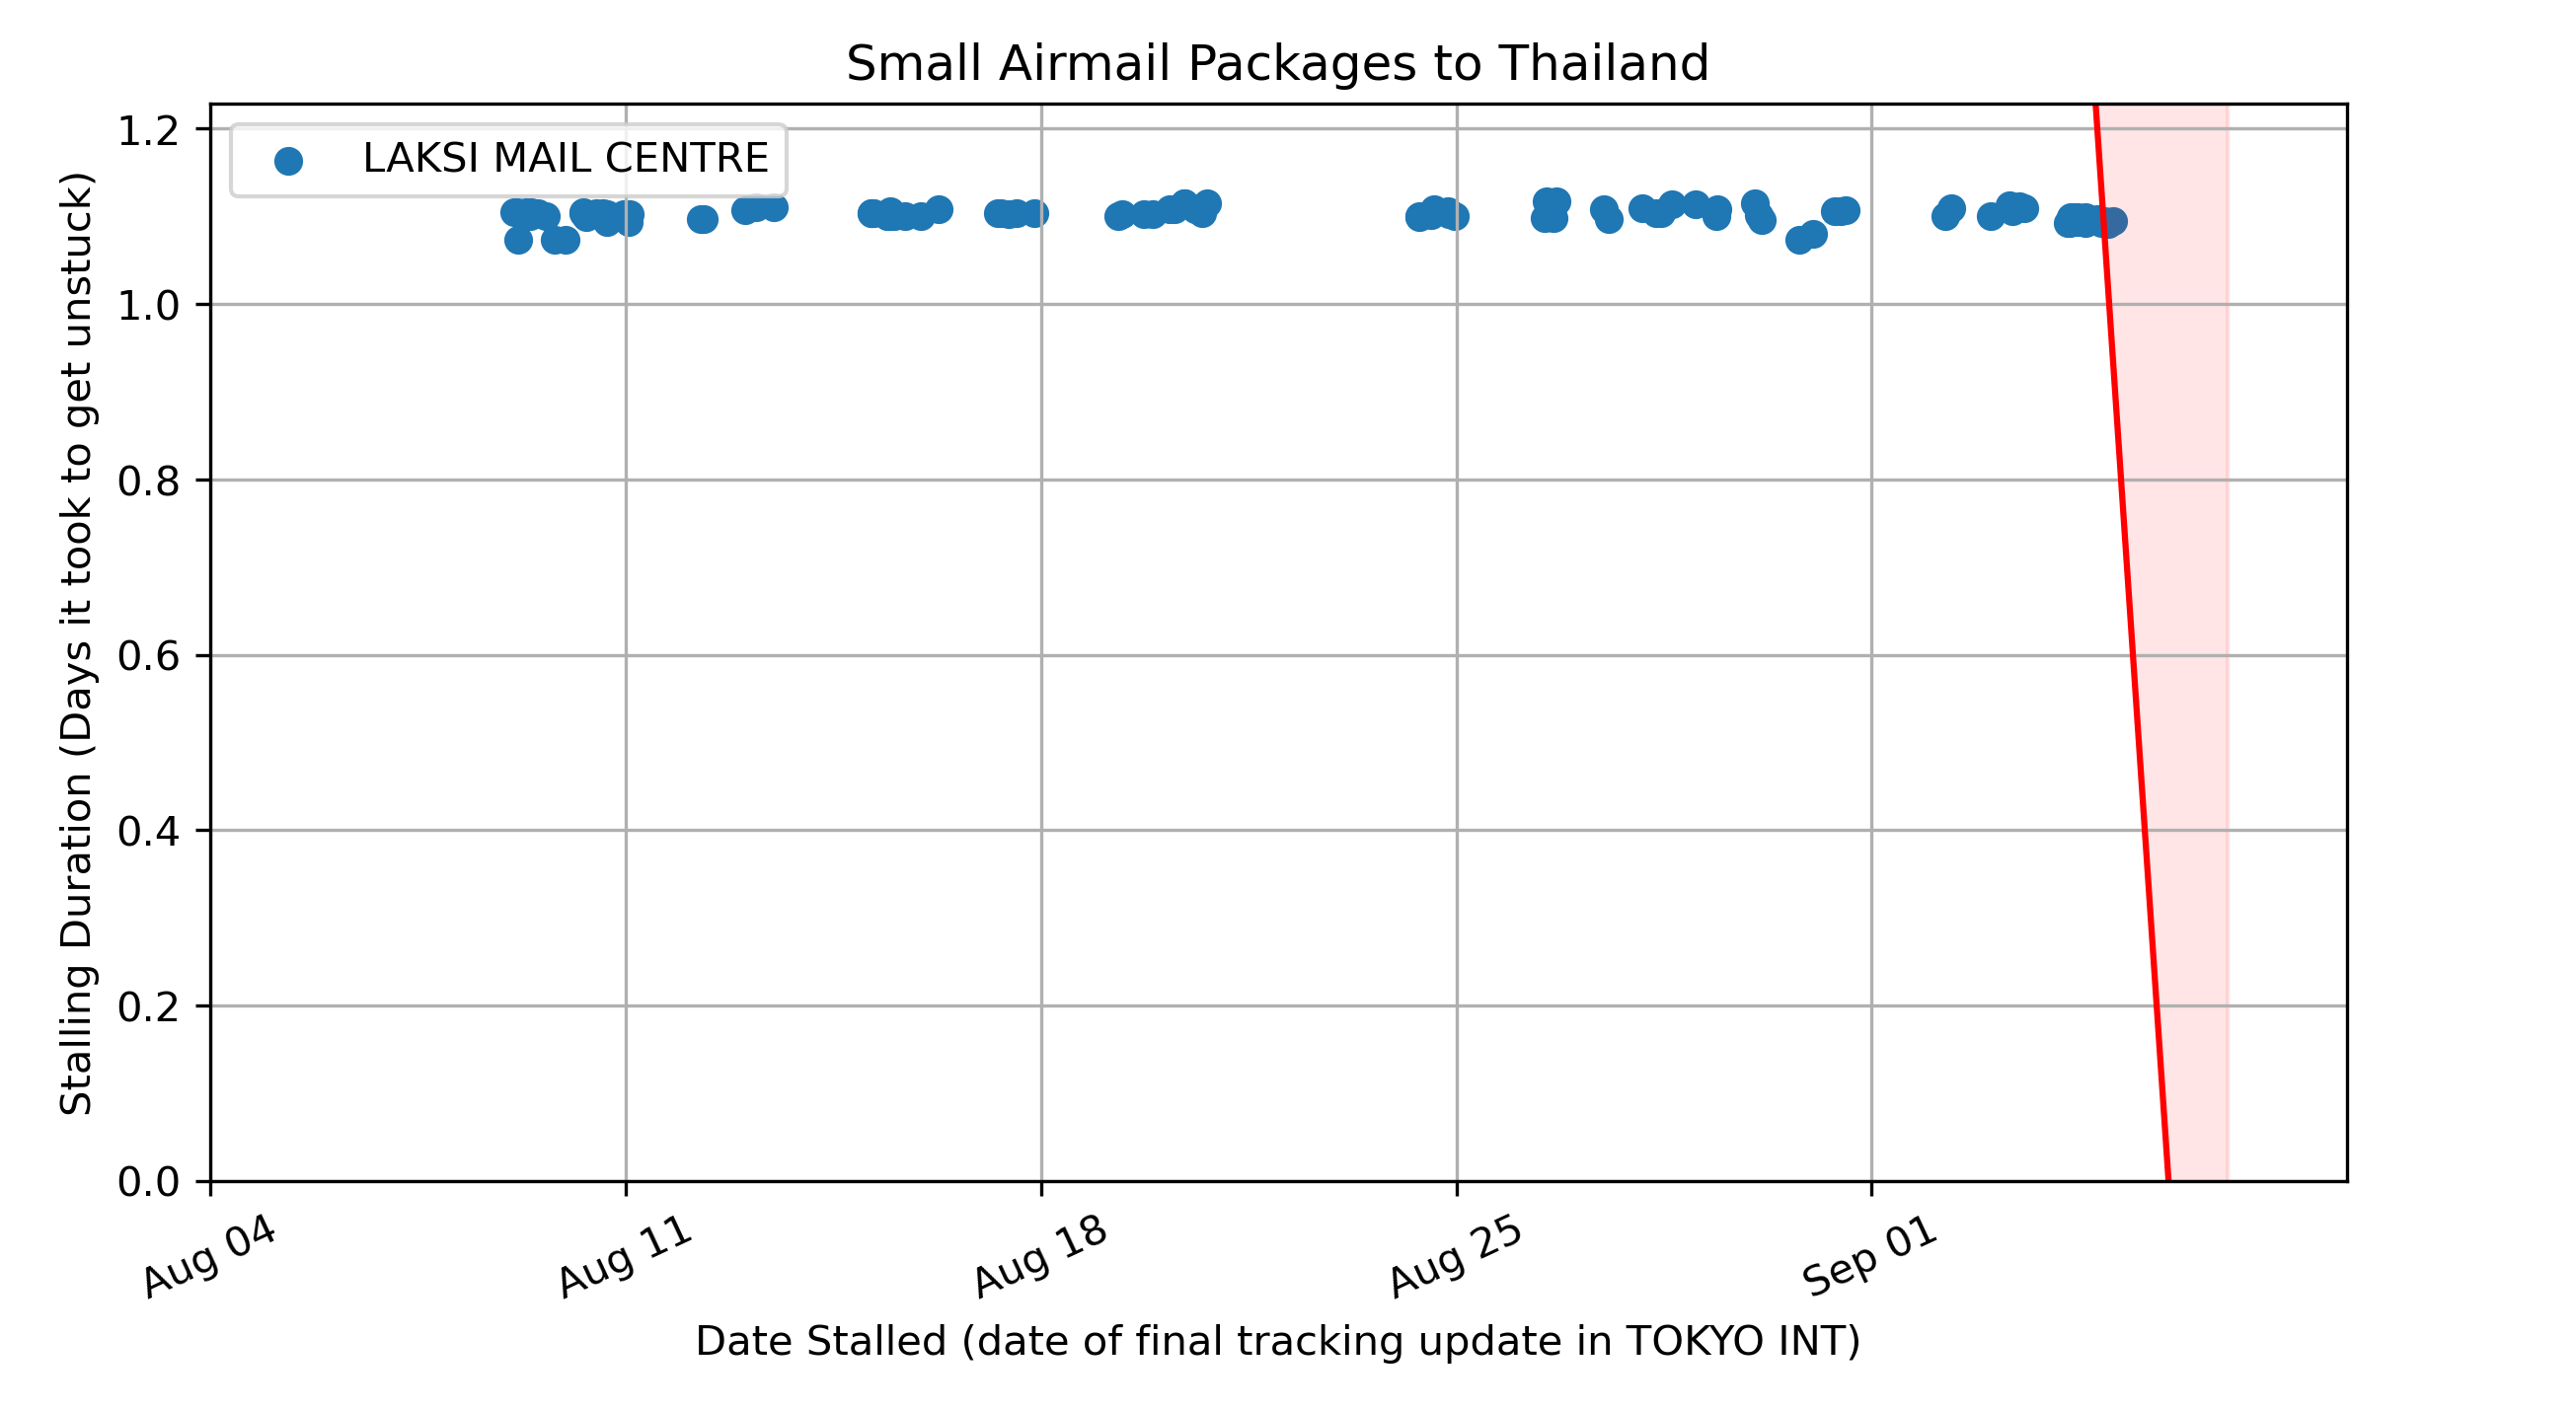 Small Airmail Packages to Thailand
LAKSI MAIL CENTRE
Stalling Duration (Days it took to get unstuck)
1.2
1.0
0.8
0.6
0.4
0.2
0.0
Aug 04
Aug 11
Aug 18
Aug 25
Sep 01
Date Stalled (date of final tracking update in TOKYO INT)